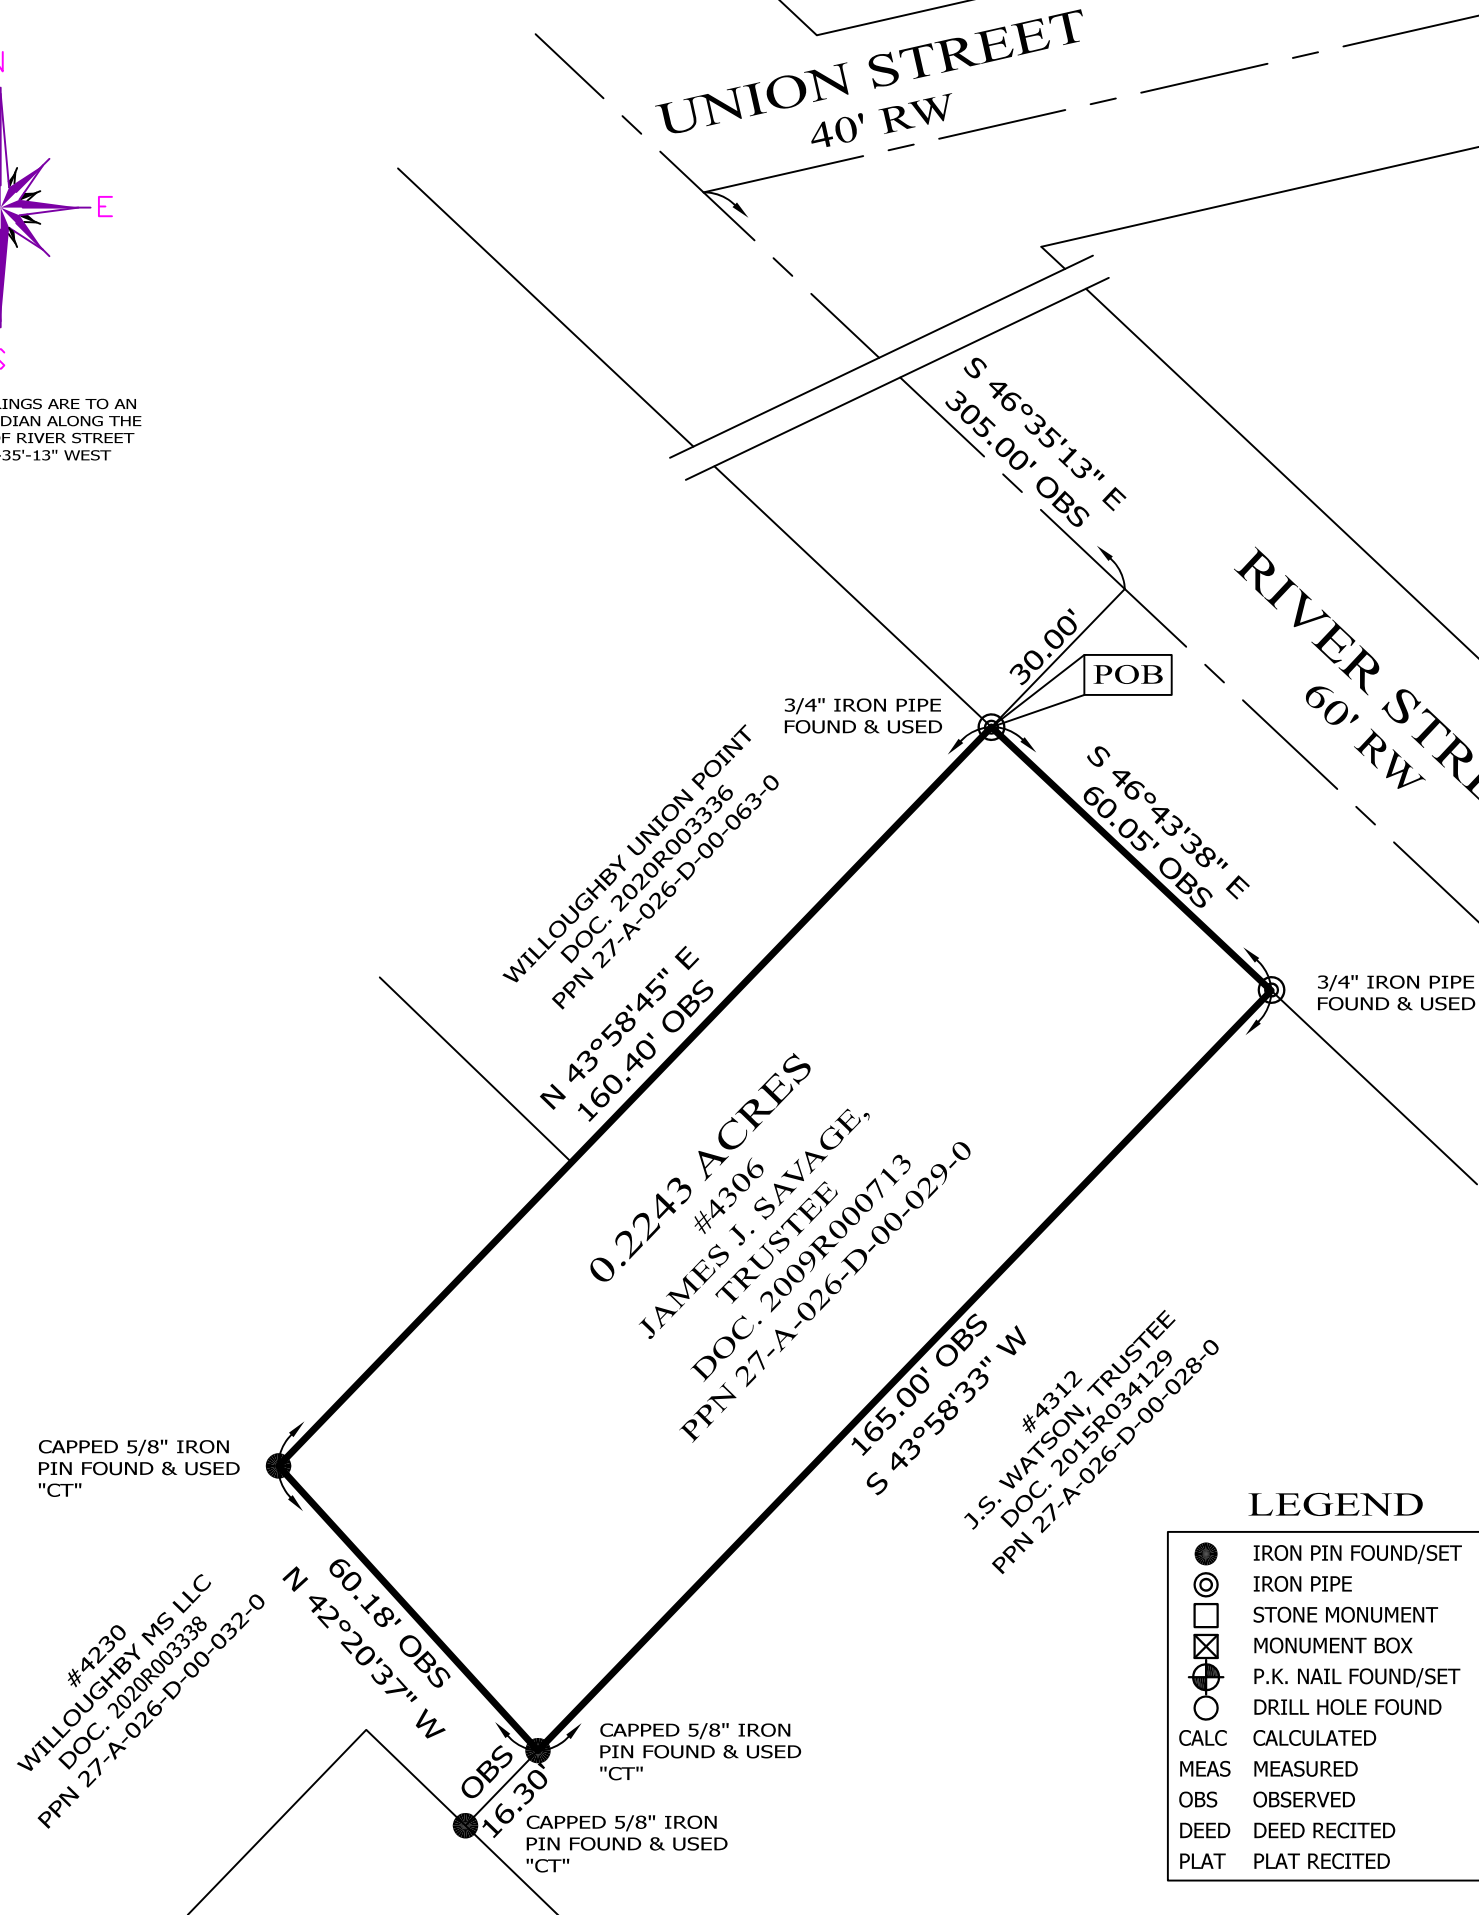 UNION STREET
40' RW
N
E
S
INGS ARE TO AN
DIAN ALONG THE
F RIVER STREET
-35'-13" WEST
S 46°35'13" E
305.00' OBS
RIVER STRE
60' RW
30.00'
POB
3/4" IRON PIPE
FOUND & USED
S 46°43'38" E
60.05' OBS
WILLOUGHBY UNION POINT
DOC. 2020R003336
PPN 27-A-026-D-00-063-0
3/4" IRON PIPE
FOUND & USED
N 43°58'45" E
160.40' OBS
0.2243 ACRES
#4306
JAMES J. SAVAGE,
TRUSTEE
DOC. 2009R000713
PPN 27-A-026-D-00-029-0
165.00' OBS
S 43°58'33" W
#4312
J.S. WATSON, TRUSTEE
DOC. 2015R034129
PPN 27-A-026-D-00-028-0
CAPPED 5/8" IRON
PIN FOUND & USED
"CT"
60.18' OBS
N 42°20'37" W
#4230
WILLOUGHBY MS LLC
DOC. 2020R003338
PPN 27-A-026-D-00-032-0
CAPPED 5/8" IRON
PIN FOUND & USED
"CT"
OBS
16.30'
CAPPED 5/8" IRON
PIN FOUND & USED
"CT"
LEGEND
IRON PIN FOUND/SET
IRON PIPE
STONE MONUMENT
MONUMENT BOX
P.K. NAIL FOUND/SET
DRILL HOLE FOUND
CALC CALCULATED
MEAS MEASURED
OBS OBSERVED
DEED DEED RECITED
PLAT PLAT RECITED